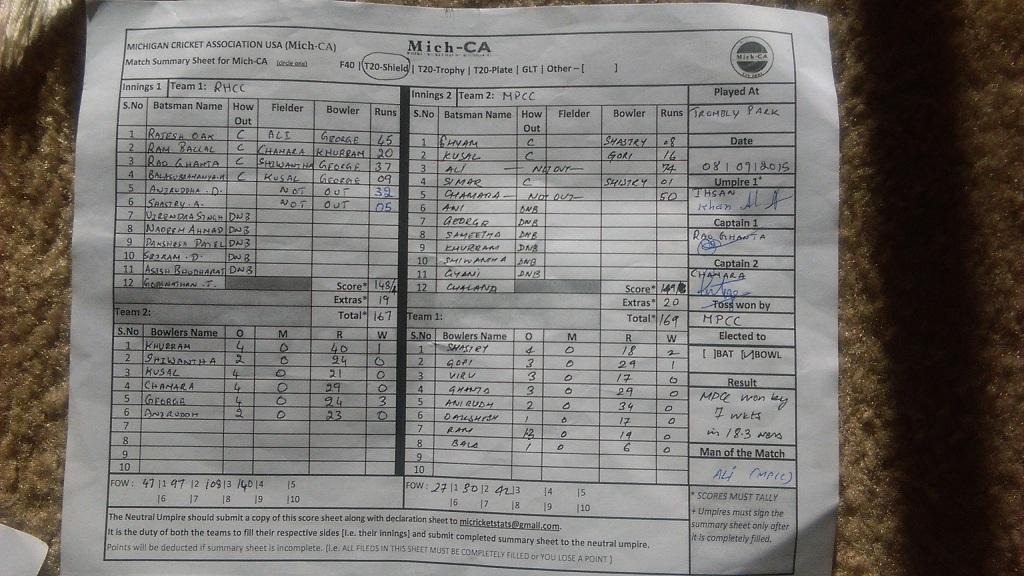 MICHIGAN CRICKET ASSOCIATION USA (Mich-CA)
Mich-CA
Match Summary Sheet for Mich-CA (circle one) F40 | T20-Shield | T20-Trophy | T20-Plate | GLT | Other – [ ]
Mich-CA
Innings 1 Team 1: RHCC
S.No Batsman Name How Out Fielder Bowler Runs
1 RAJESH OAK C ALI GEORGE 45
2 RAM BALLAL C CHAMARA KHURRAM 20
3 RAO GHANTA C SHIWANTHA GEORGE 37
4 C KUSAL GEORGE 09
5 ANIRUDDHA . D. NOT OUT 32
6 SHASTRY . A. NOT OUT 05
7 VIRENDRA SINGH DNB
8 NADEEM AHMAD DNB
9 DAKSHESH PATEL DNB
10 SRIRAM . D. DNB
11 ASISH BHUDHARAT DNB
12 GOPINATHAN . T. Score* 148/4
Extras* 19
Team 2: Total* 167
S.No Bowlers Name O M R W
1 KHURRAM 4 0 40 1
2 SHIWANTHA 2 0 24 0
3 KUSAL 4 0 21 0
4 CHAMARA 4 0 29 0
5 GEORGE 4 0 24 3
6 2 0 23 0
7
8
9
10
FOW : 47 |1 97 |2 108 |3 140 |4 |5
|6 |7 |8 |9 |10
Innings 2 Team 2: MPCC
S.No Batsman Name How Out Fielder Bowler Runs
1 SHYAM C SHASTRY 08
2 KUSAL C GOPI 16
3 ALI — NOT OUT — 74
4 SIMAR C SHASTRY 01
5 CHAMARA — NOT OUT — 50
6 ANI DNB
7 GEORGE DNB
8 SAMEETHA DNB
9 KHURRAM DNB
10 SHIWANTHA DNB
11 GYANI DNB
12 Score*
Extras* 20
Team 1: Total* 169
S.No Bowlers Name O M R W
1 SHASTRY 4 0 18 2
2 GOPI 3 0 29 1
3 VIRU 3 0 17 0
4 GHANTA 3 0 29 0
5 ANIRUDH 2 0 34 0
6 DAKSHESH 1 0 17 0
7 RAM 0 19 0
8 BALA 1 0 6 0
9
10
FOW : 27 |1 30 |2 42 |3 |4 |5
|6 |7 |8 |9 |10
Played At
TROMBLY PARK
Date
08 | 09 | 2015
Umpire 1*
IHSAN
Khan
Captain 1
RAO GHANTA
Captain 2
CHAMARA
Toss won by
MPCC
Elected to
[ ]BAT [✓]BOWL
Result
MPCC won by
7 wkts
in 18.3 overs
Man of the Match
ALI (MPCC)
* SCORES MUST TALLY
+ Umpires must sign the
summary sheet only after
it is completely filled.
The Neutral Umpire should submit a copy of this score sheet along with declaration sheet to micricketstats@gmail.com.
It is the duty of both the teams to fill their respective sides [i.e. their innings] and submit completed summary sheet to the neutral umpire.
Points will be deducted if summary sheet is incomplete. (i.e. ALL FILEDS IN THIS SHEET MUST BE COMPLETELY FILLED or YOU LOSE A POINT )